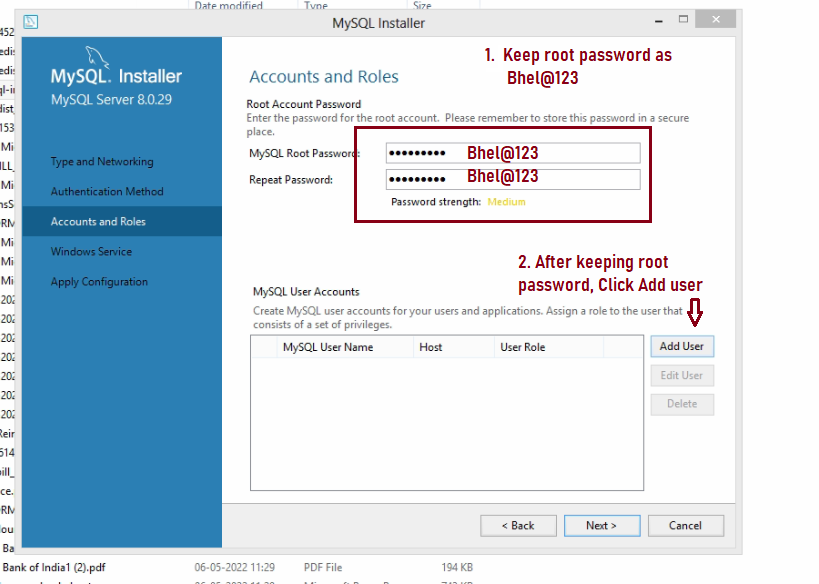 Date modified Type Size
MySQL Installer
MySQL. Installer
MySQL Server 8.0.29
Type and Networking
Authentication Method
Accounts and Roles
Windows Service
Apply Configuration
1. Keep root password as
Bhel@123
Accounts and Roles
Root Account Password
Enter the password for the root account. Please remember to store this password in a secure
place.
MySQL Root Password:
Bhel@123
Repeat Password:
Bhel@123
Password strength: Medium
2. After keeping root
password, Click Add user
MySQL User Accounts
Create MySQL user accounts for your users and applications. Assign a role to the user that
consists of a set of privileges.
MySQL User Name Host User Role
Add User
Edit User
Delete
< Back Next > Cancel
Bank of India1 (2).pdf 06-05-2022 11:29 PDF File 194 KB